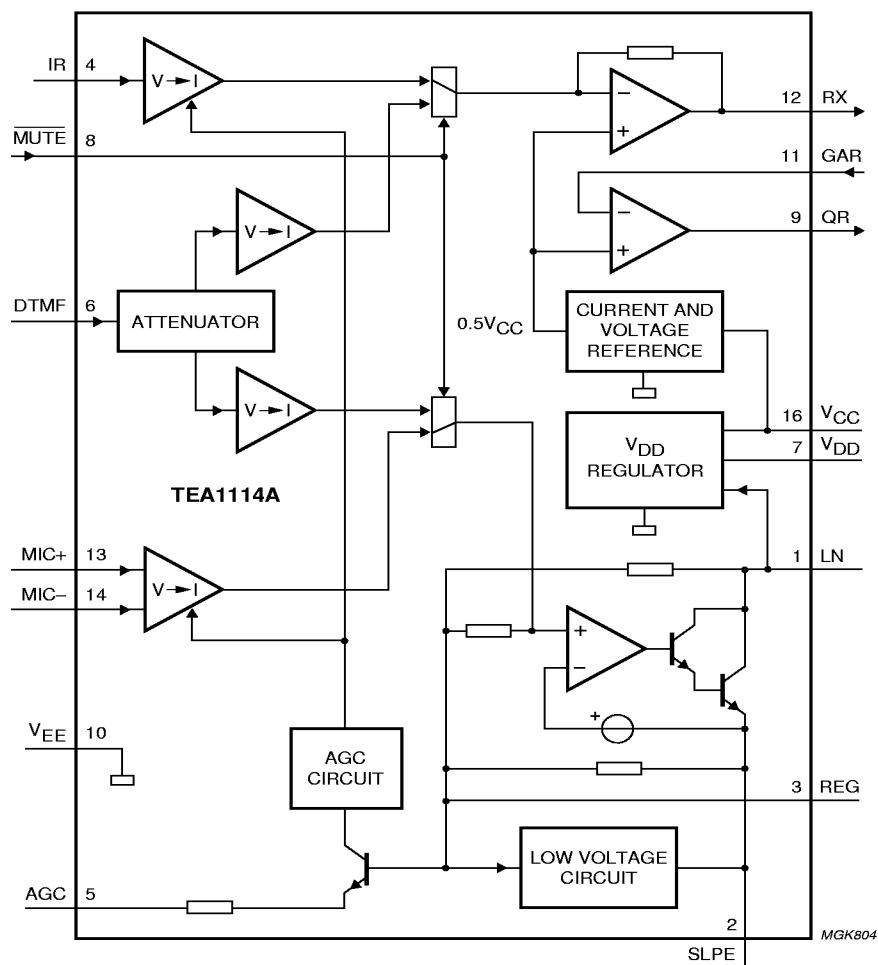 IR 4
V I
12 RX
MUTE
8
11 GAR
V I
9 QR
DTMF 6
ATTENUATOR
0.5VCC
CURRENT AND
VOLTAGE
REFERENCE
V I
16 VCC
VDD
REGULATOR
7 VDD
TEA1114A
MIC+ 13
1 LN
V I
MIC− 14
VEE 10
AGC
CIRCUIT
3 REG
LOW VOLTAGE
CIRCUIT
AGC 5
2
SLPE
MGK804